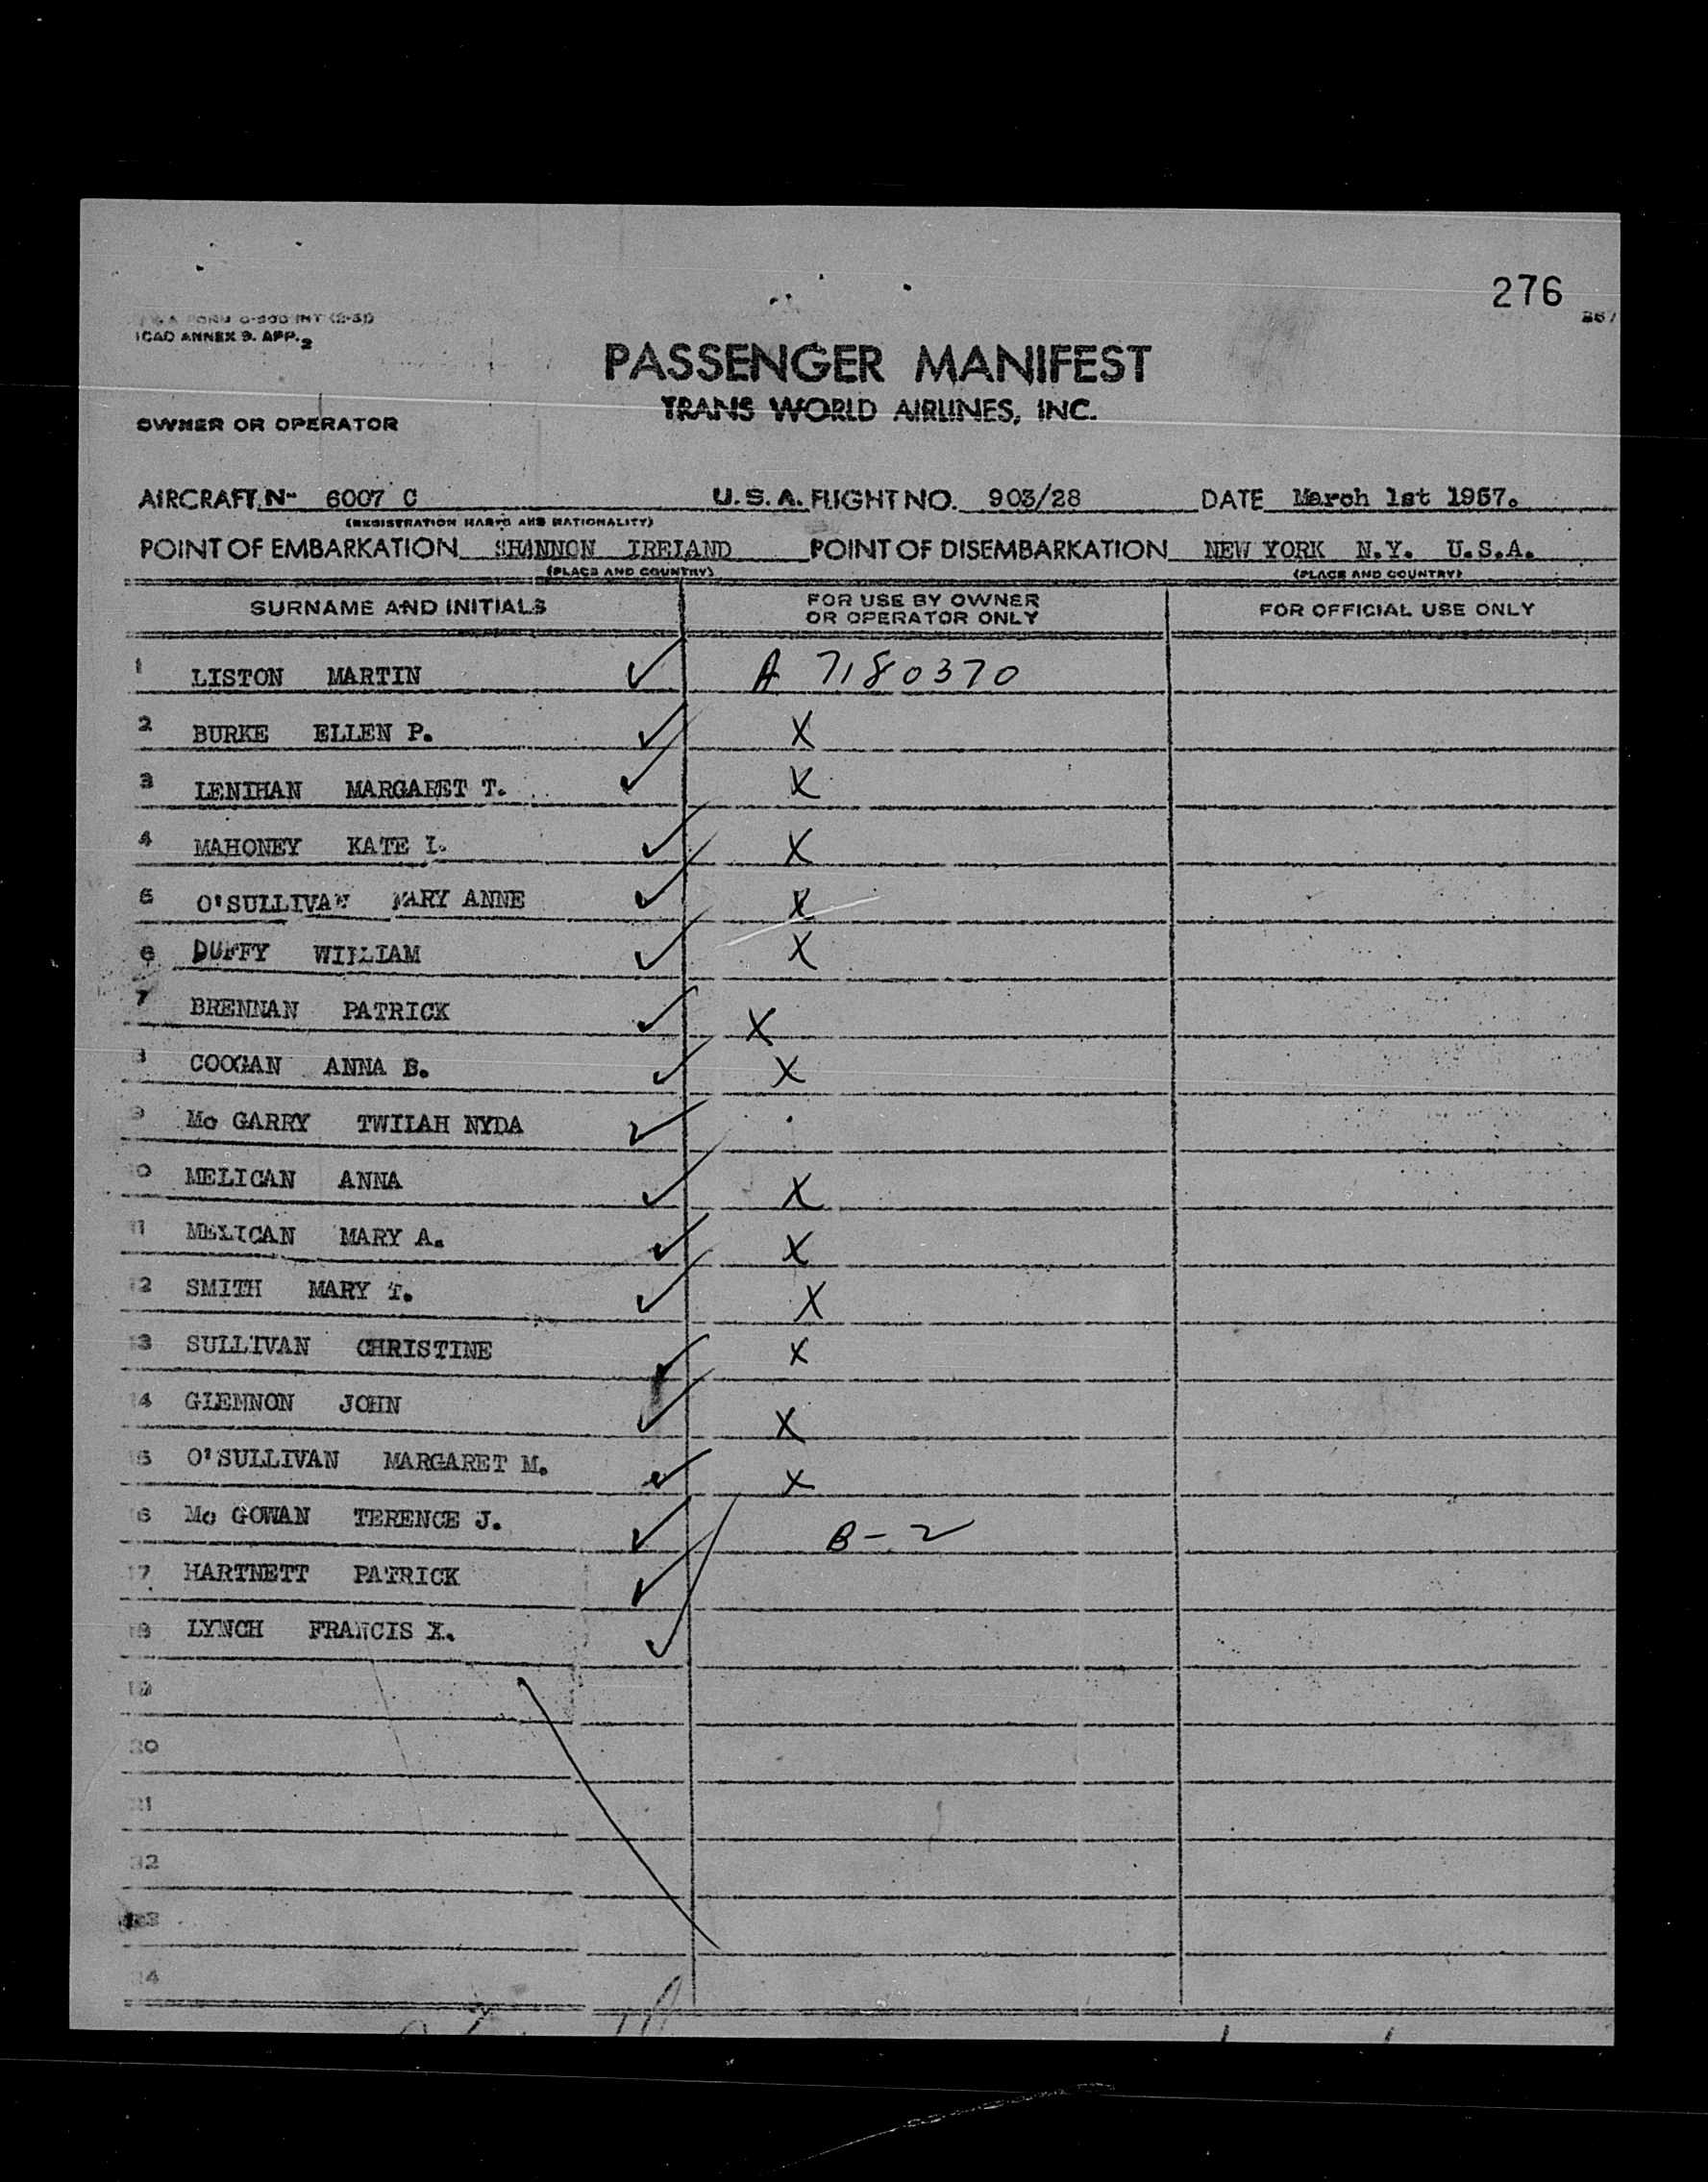 276
ICAO ANNEX 9. APP. 2
PASSENGER MANIFEST
TRANS WORLD AIRLINES, INC.
OWNER OR OPERATOR
AIRCRAFT N- 6007 C U.S.A. FLIGHT NO. 903/28 DATE March 1st 1957.
(REGISTRATION MARKS AND NATIONALITY)
POINT OF EMBARKATION SHANNON IRELAND POINT OF DISEMBARKATION NEW YORK N.Y. U.S.A.
(PLACE AND COUNTRY) (PLACE AND COUNTRY)
SURNAME AND INITIALS FOR USE BY OWNER OR OPERATOR ONLY FOR OFFICIAL USE ONLY
1 LISTON MARTIN ✓ A 7180370
2 BURKE ELLEN P. ✓ X
3 LENIHAN MARGARET T. ✓ X
4 MAHONEY KATE I. ✓ X
5 O'SULLIVAN MARY ANNE ✓ X
6 DUFFY WILLIAM ✓ X
7 BRENNAN PATRICK ✓ X
8 COOGAN ANNA B. ✓ X
9 Mc GARRY TWILAH NYDA ✓
10 MELICAN ANNA ✓ X
11 MELICAN MARY A. ✓ X
12 SMITH MARY T. ✓ X
13 SULLIVAN CHRISTINE ✓ X
14 GLENNON JOHN ✓ X
15 O'SULLIVAN MARGARET M. ✓ X
16 Mc GOWAN TERENCE J. ✓ B-2
17 HARTNETT PATRICK ✓
18 LYNCH FRANCIS X. ✓
19
20
21
22
23
24